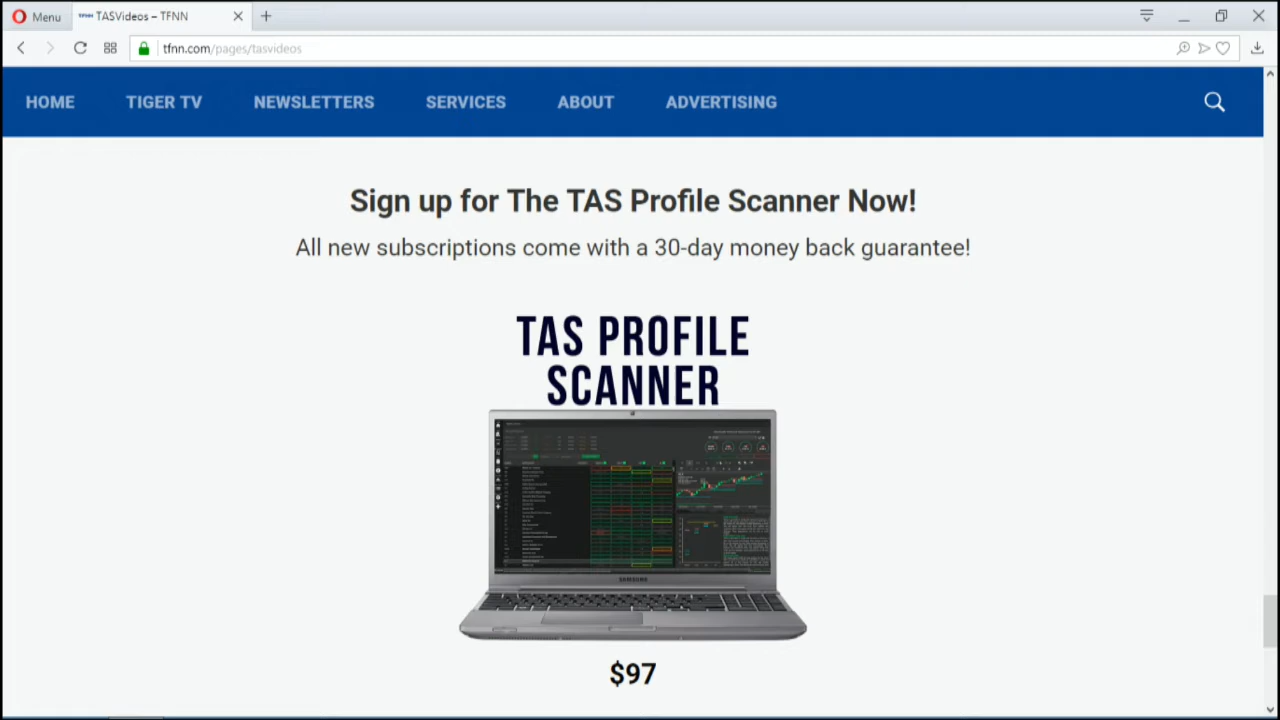 Menu
TFNN TASVideos – TFNN
tfnn.com/pages/tasvideos
HOME TIGER TV NEWSLETTERS SERVICES ABOUT ADVERTISING
Sign up for The TAS Profile Scanner Now!
All new subscriptions come with a 30-day money back guarantee!
TAS PROFILE
SCANNER
SAMSUNG
$97